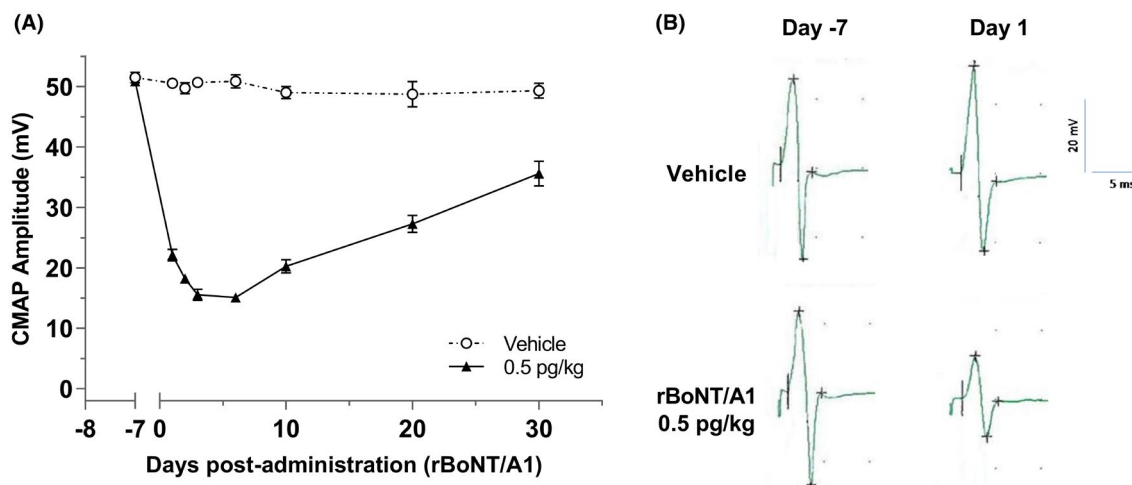 (A)
CMAP Amplitude (mV)
50
40
30
20
10
0
Vehicle
0.5 pg/kg
-8 -7 0 10 20 30
Days post-administration (rBoNT/A1)
(B)
Day -7 Day 1
Vehicle
20 mV
5 ms
rBoNT/A1
0.5 pg/kg